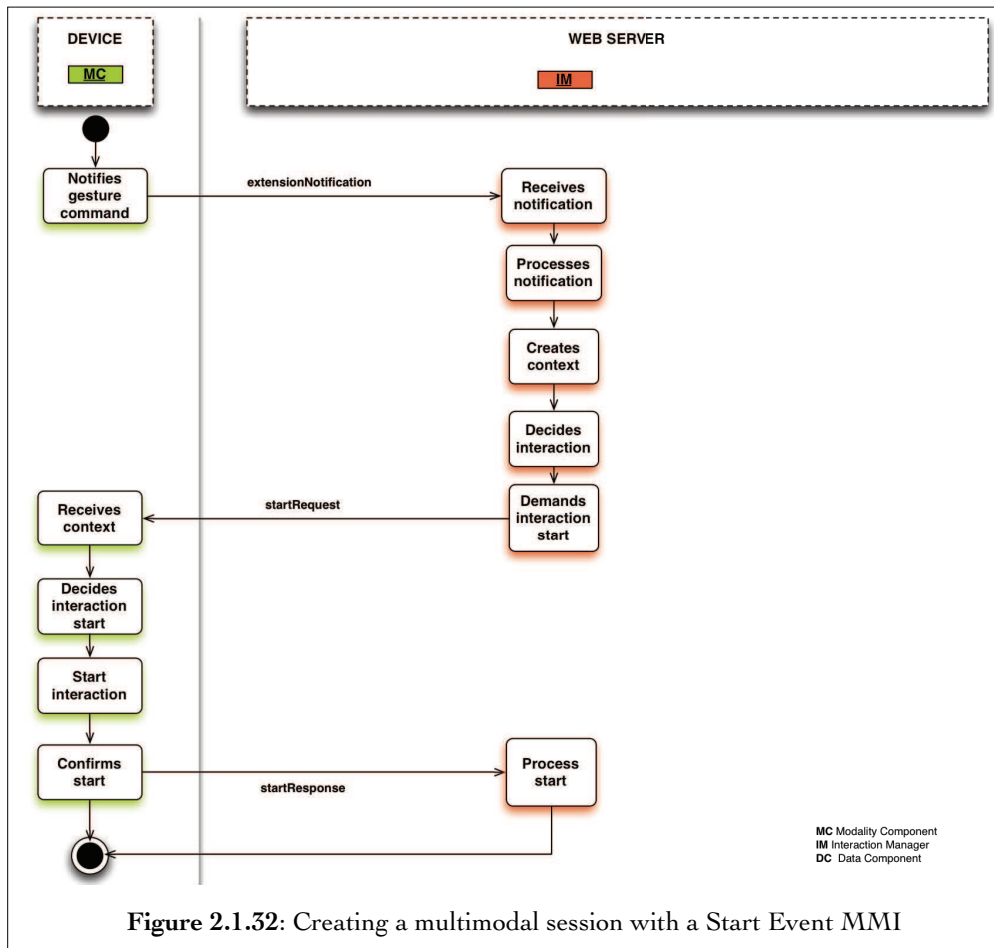 DEVICE
MC
WEB SERVER
IM
Notifies
gesture
command
extensionNotification
Receives
notification
Processes
notification
Creates
context
Decides
interaction
Demands
interaction
start
startRequest
Receives
context
Decides
interaction
start
Start
interaction
Confirms
start
startResponse
Process
start
MC Modality Component
IM Interaction Manager
DC Data Component
Figure 2.1.32: Creating a multimodal session with a Start Event MMI